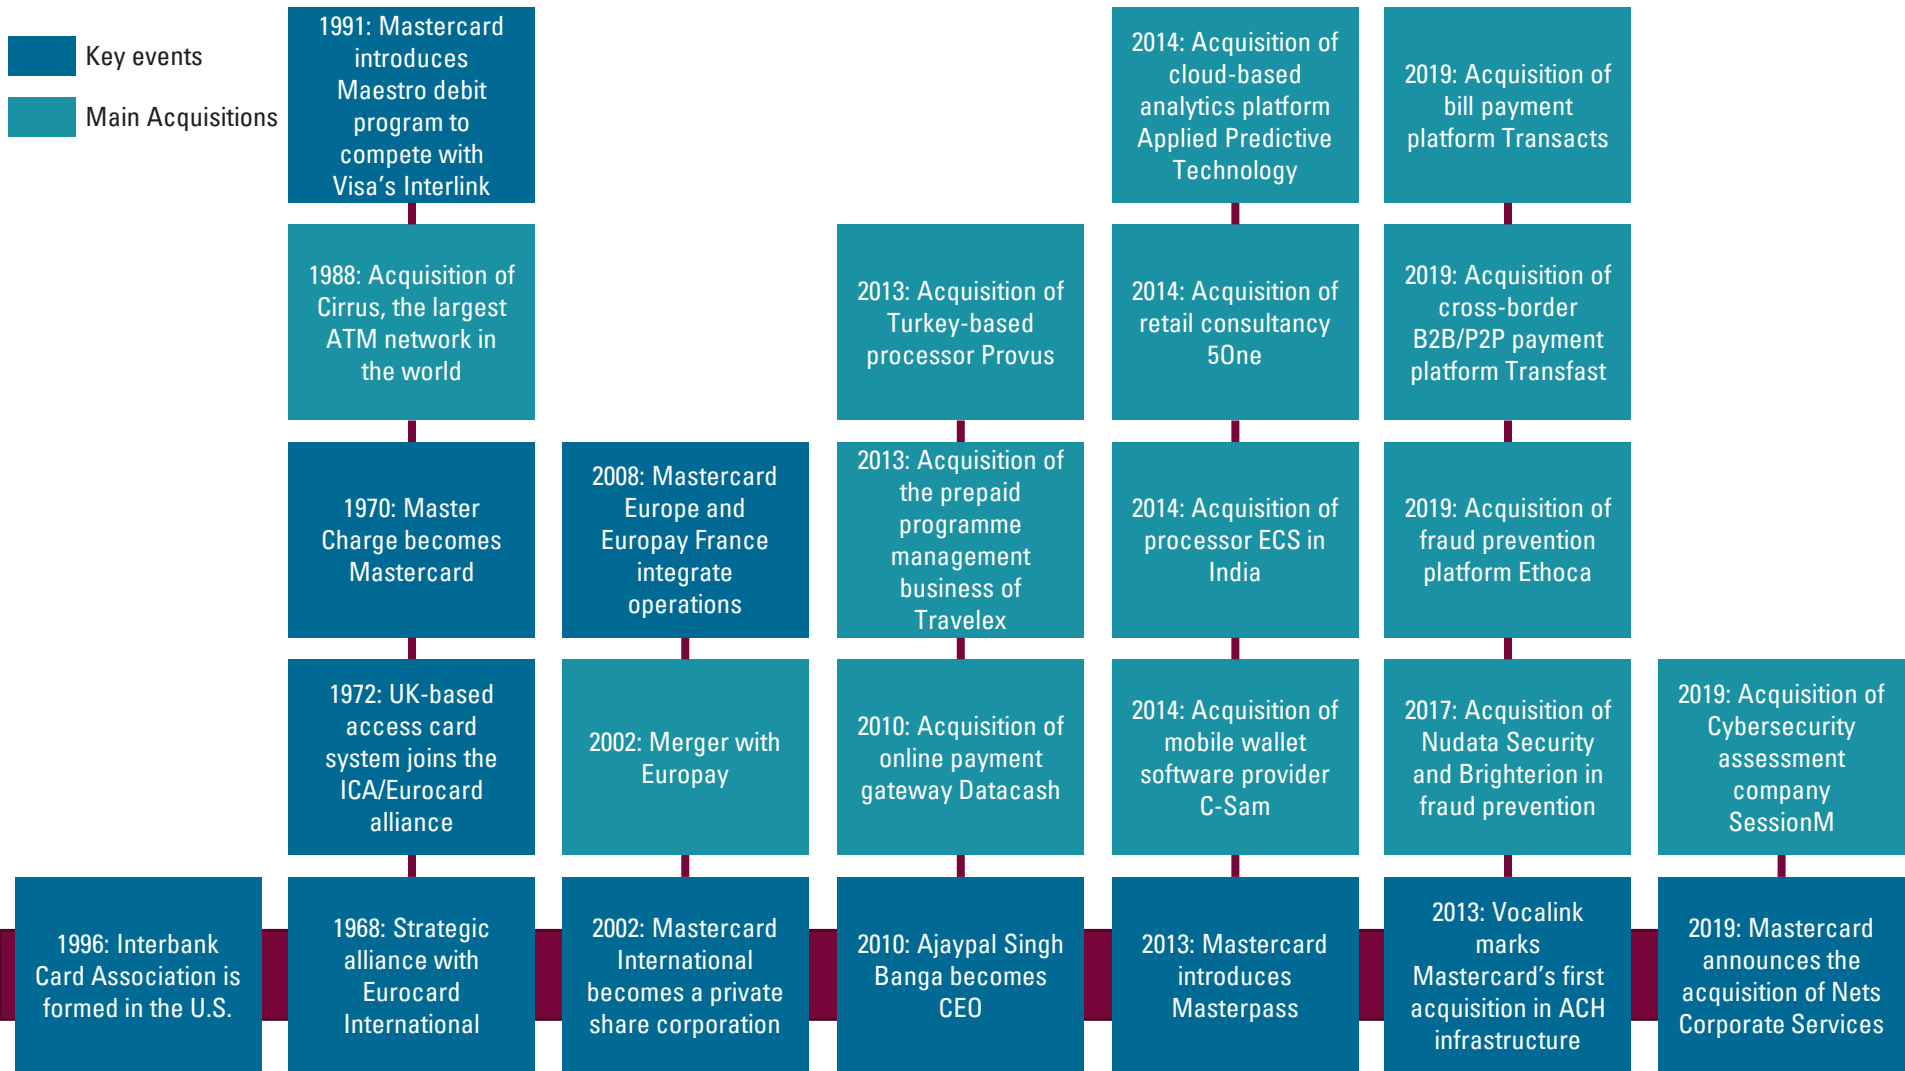 Key events
Main Acquisitions
1991: Mastercard
introduces
Maestro debit
program to
compete with
Visa's Interlink
1988: Acquisition of
Cirrus, the largest
ATM network in
the world
1970: Master
Charge becomes
Mastercard
1972: UK-based
access card
system joins the
ICA/Eurocard
alliance
1996: Interbank
Card Association is
formed in the U.S.
1968: Strategic
alliance with
Eurocard
International
2008: Mastercard
Europe and
Europay France
integrate
operations
2002: Merger with
Europay
2002: Mastercard
International
becomes a private
share corporation
2013: Acquisition of
Turkey-based
processor Provus
2013: Acquisition of
the prepaid
programme
management
business of
Travelex
2010: Acquisition of
online payment
gateway Datacash
2010: Ajaypal Singh
Banga becomes
CEO
2014: Acquisition of
cloud-based
analytics platform
Applied Predictive
Technology
2014: Acquisition of
retail consultancy
5One
2014: Acquisition of
processor ECS in
India
2014: Acquisition of
mobile wallet
software provider
C-Sam
2013: Mastercard
introduces
Masterpass
2019: Acquisition of
bill payment
platform Transacts
2019: Acquisition of
cross-border
B2B/P2P payment
platform Transfast
2019: Acquisition of
fraud prevention
platform Ethoca
2017: Acquisition of
Nudata Security
and Brighterion in
fraud prevention
2013: Vocalink
marks
Mastercard's first
acquisition in ACH
infrastructure
2019: Acquisition of
Cybersecurity
assessment
company
SessionM
2019: Mastercard
announces the
acquisition of Nets
Corporate Services